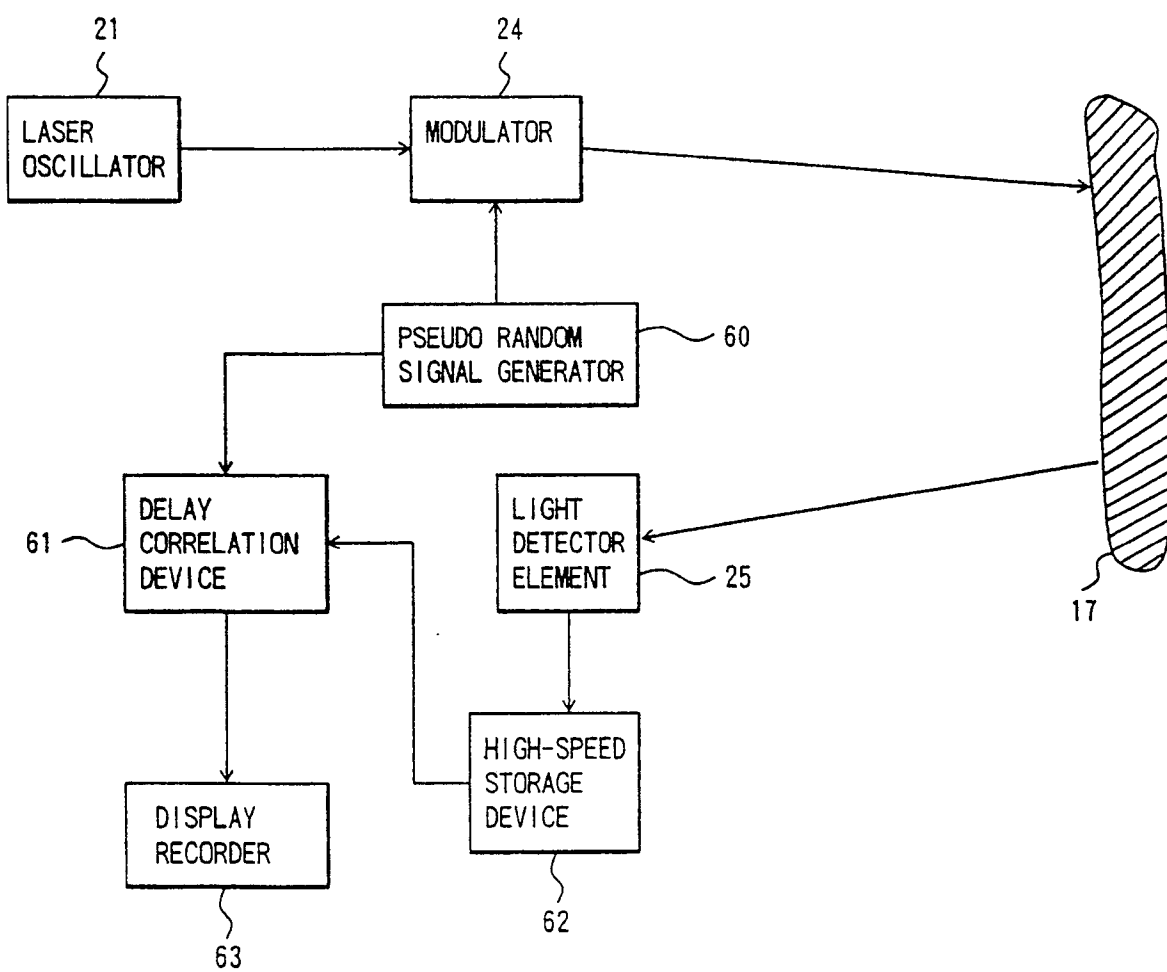 21
24
LASER
OSCILLATOR
MODULATOR
PSEUDO RANDOM
SIGNAL GENERATOR
60
DELAY
CORRELATION
DEVICE
61
LIGHT
DETECTOR
ELEMENT
25
17
HIGH-SPEED
STORAGE
DEVICE
62
DISPLAY
RECORDER
63